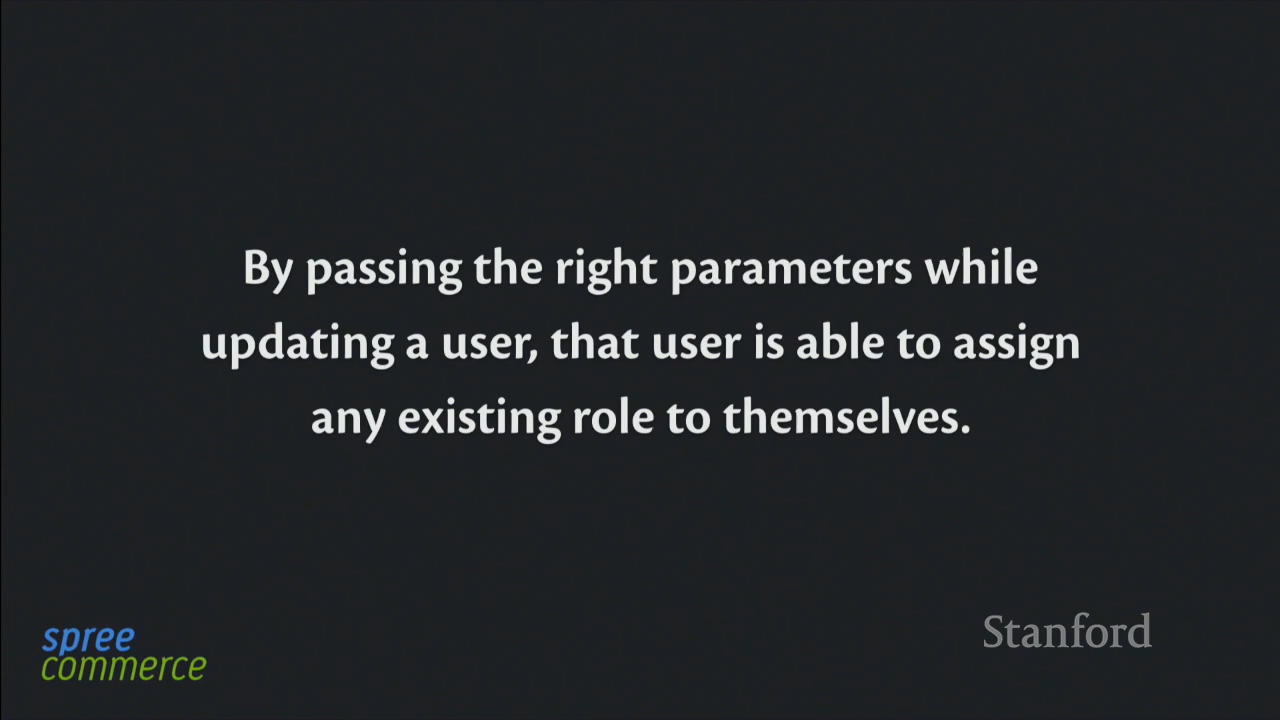 By passing the right parameters while
updating a user, that user is able to assign
any existing role to themselves.
spree
commerce
Stanford